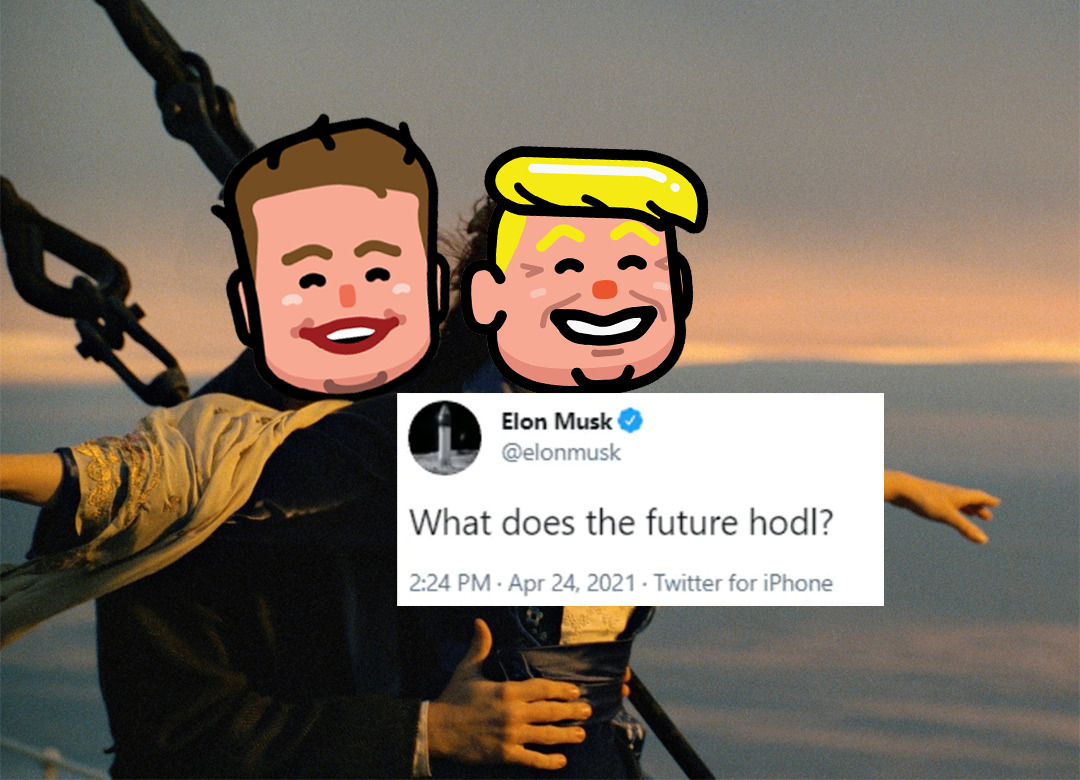 Elon Musk
@elonmusk
What does the future hodl?
2:24 PM · Apr 24, 2021 · Twitter for iPhone